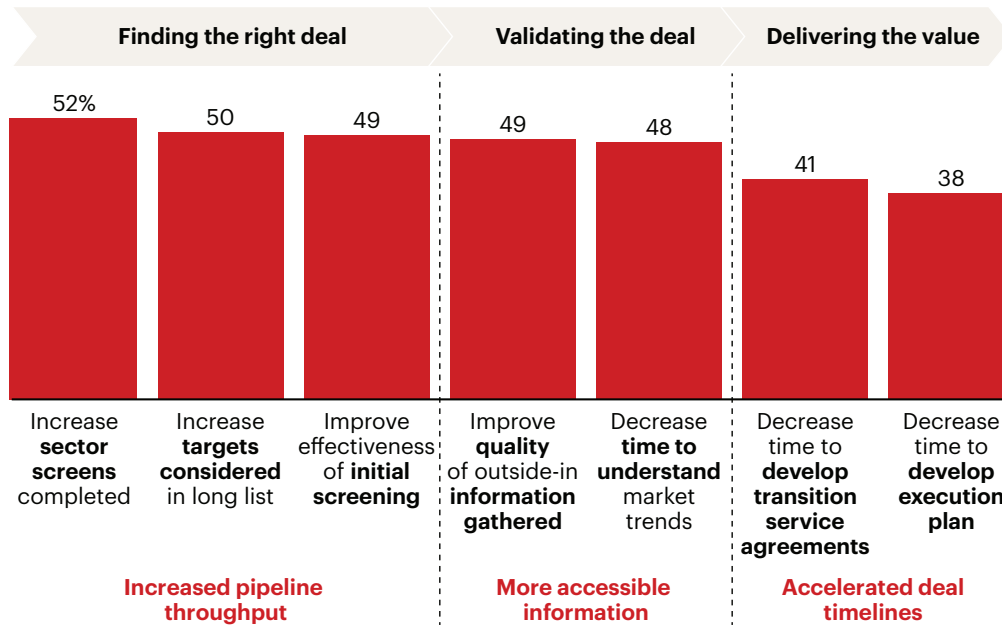 Finding the right deal
Validating the deal
Delivering the value
52%
50
49
49
48
41
38
Increase
sector
screens
completed
Increase
targets
considered
in long list
Improve
effectiveness
of initial
screening
Improve
quality
of outside-in
information
gathered
Decrease
time to
understand
market
trends
Decrease
time to
develop
transition
service
agreements
Decrease
time to
develop
execution
plan
Increased pipeline
throughput
More accessible
information
Accelerated deal
timelines